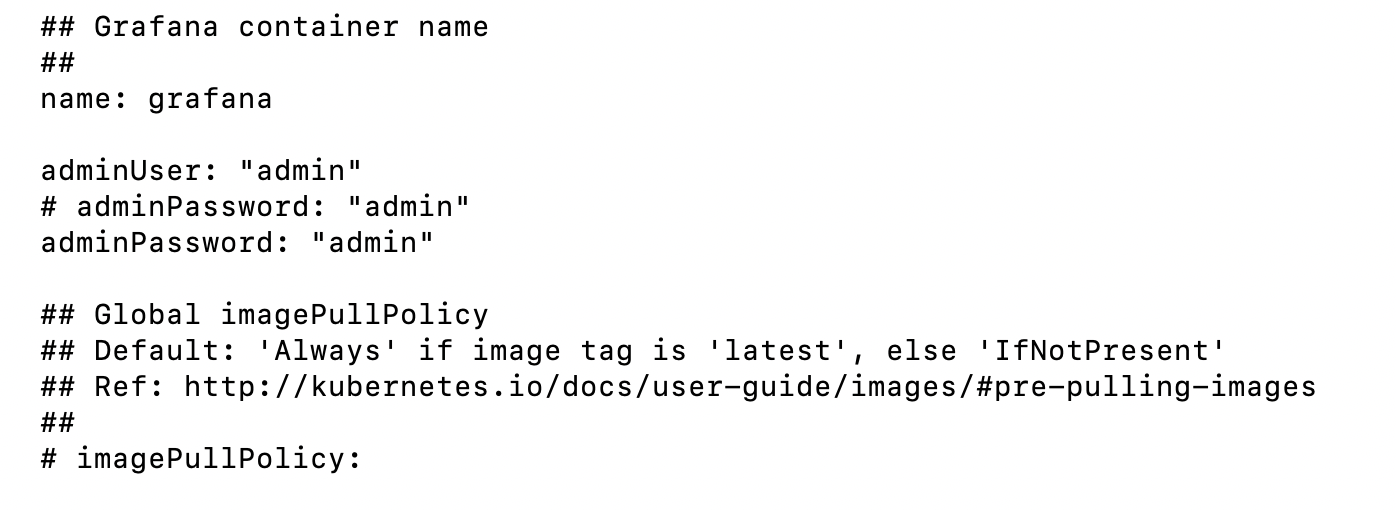 ## Grafana container name
##
name: grafana
adminUser: "admin"
# adminPassword: "admin"
adminPassword: "admin"
## Global imagePullPolicy
## Default: 'Always' if image tag is 'latest', else 'IfNotPresent'
## Ref: http://kubernetes.io/docs/user-guide/images/#pre-pulling-images
##
# imagePullPolicy: